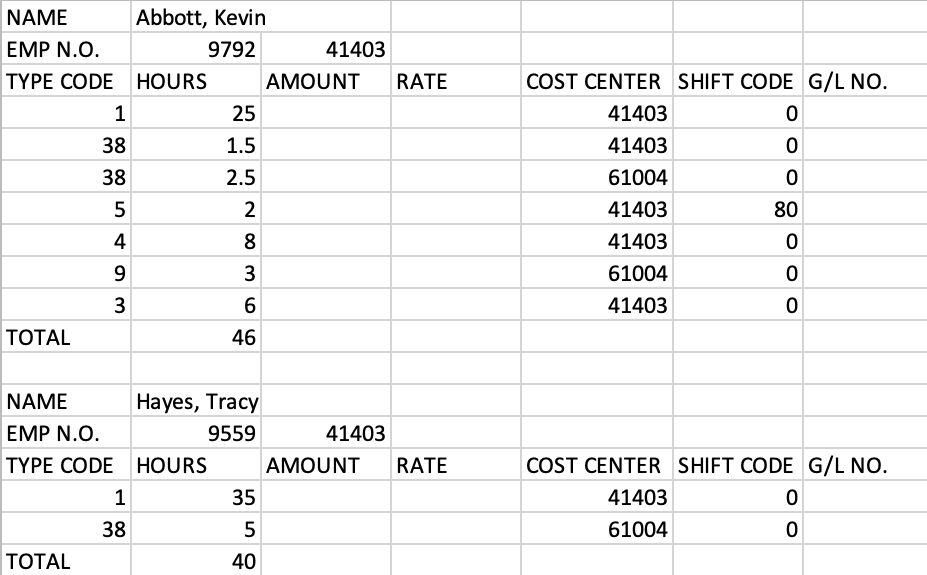 NAME Abbott, Kevin
EMP N.O. 9792 41403
TYPE CODE HOURS AMOUNT RATE COST CENTER SHIFT CODE G/L NO.
1 25 41403 0
38 1.5 41403 0
38 2.5 61004 0
5 2 41403 80
4 8 41403 0
9 3 61004 0
3 6 41403 0
TOTAL 46
NAME Hayes, Tracy
EMP N.O. 9559 41403
TYPE CODE HOURS AMOUNT RATE COST CENTER SHIFT CODE G/L NO.
1 35 41403 0
38 5 61004 0
TOTAL 40